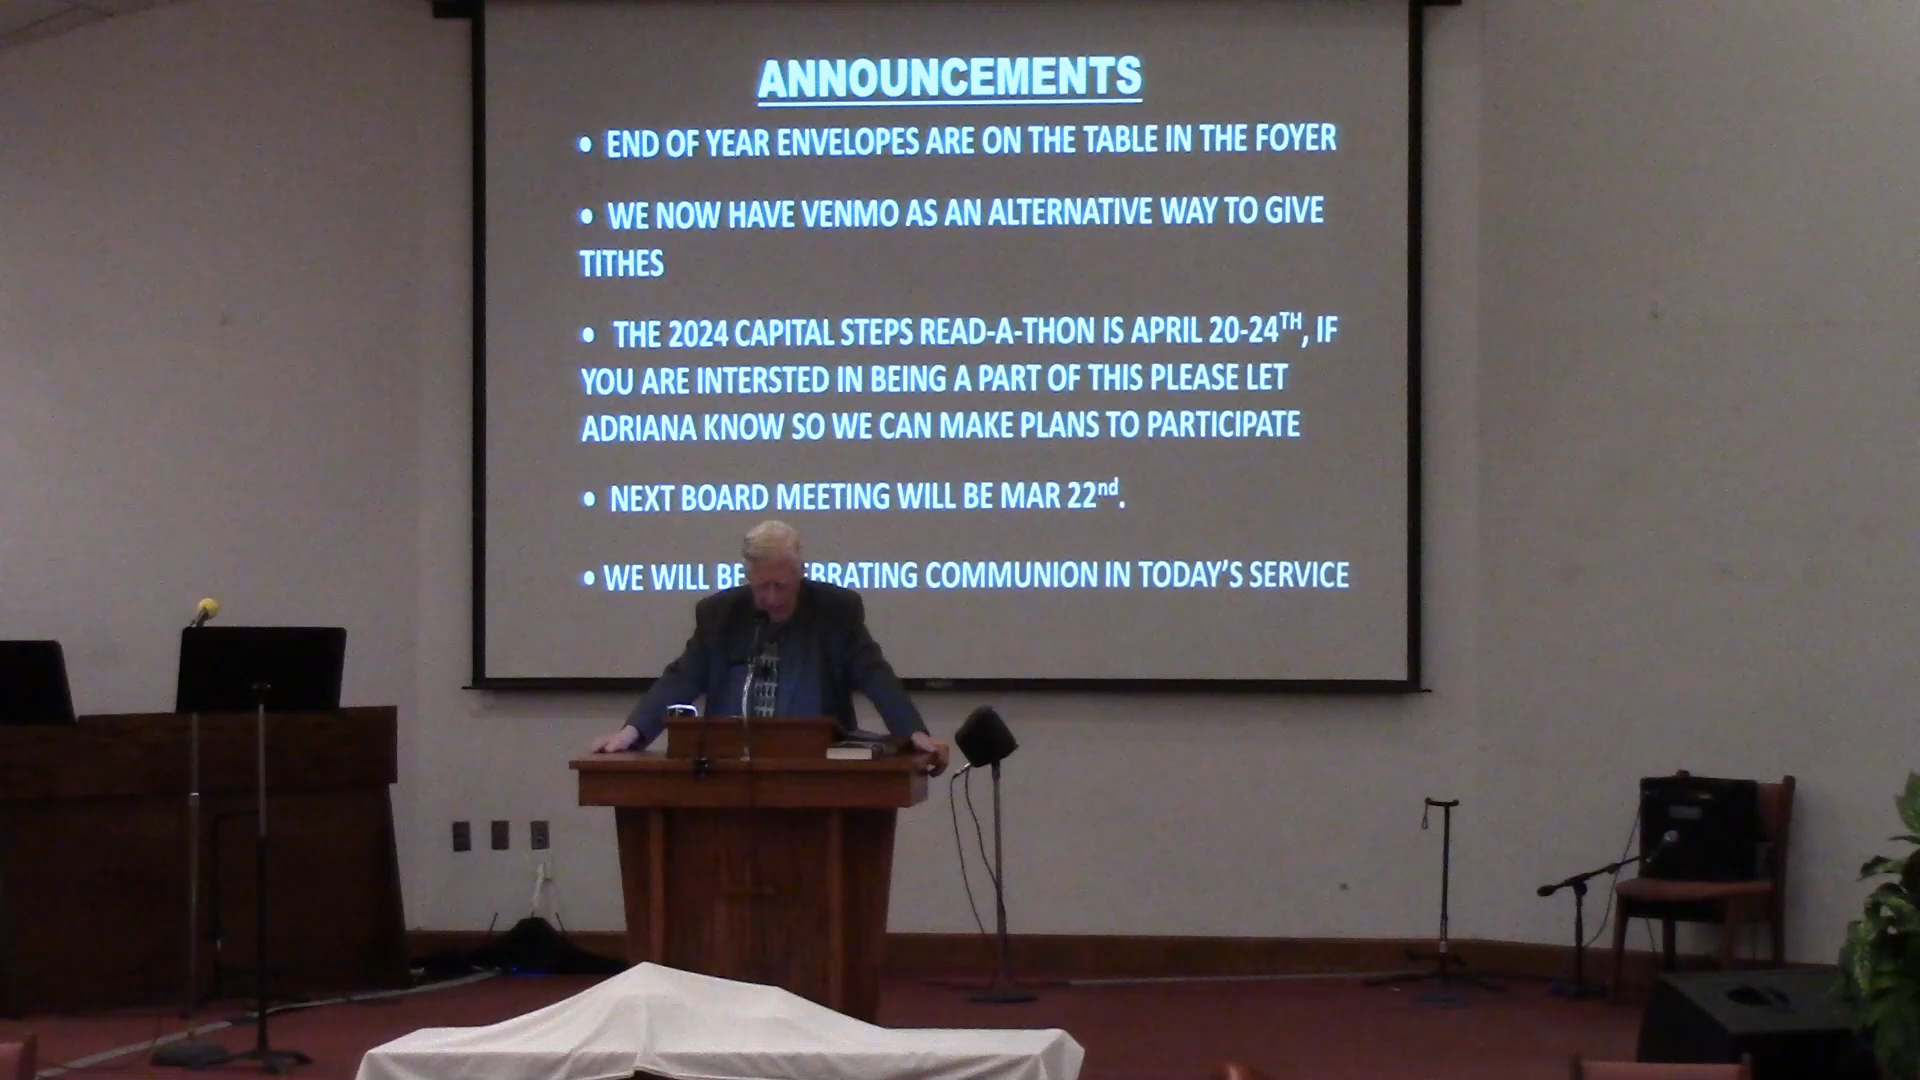 ANNOUNCEMENTS
• END OF YEAR ENVELOPES ARE ON THE TABLE IN THE FOYER
• WE NOW HAVE VENMO AS AN ALTERNATIVE WAY TO GIVE
TITHES
• THE 2024 CAPITAL STEPS READ-A-THON IS APRIL 20-24TH, IF
YOU ARE INTERSTED IN BEING A PART OF THIS PLEASE LET
ADRIANA KNOW SO WE CAN MAKE PLANS TO PARTICIPATE
• NEXT BOARD MEETING WILL BE MAR 22nd.
• WE WILL BE EBRATING COMMUNION IN TODAY'S SERVICE